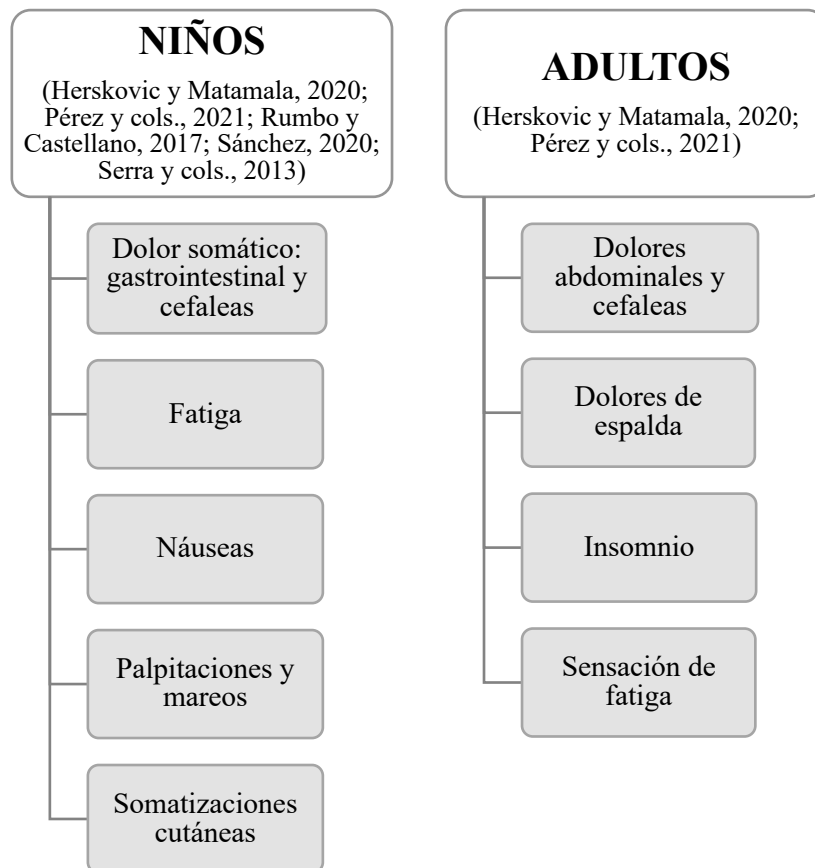 NIÑOS
(Herskovic y Matamala, 2020;
Pérez y cols., 2021; Rumbo y
Castellano, 2017; Sánchez, 2020;
Serra y cols., 2013)
Dolor somático:
gastrointestinal y
cefaleas
Fatiga
Náuseas
Palpitaciones y
mareos
Somatizaciones
cutáneas
ADULTOS
(Herskovic y Matamala, 2020;
Pérez y cols., 2021)
Dolores
abdominales y
cefaleas
Dolores de
espalda
Insomnio
Sensación de
fatiga